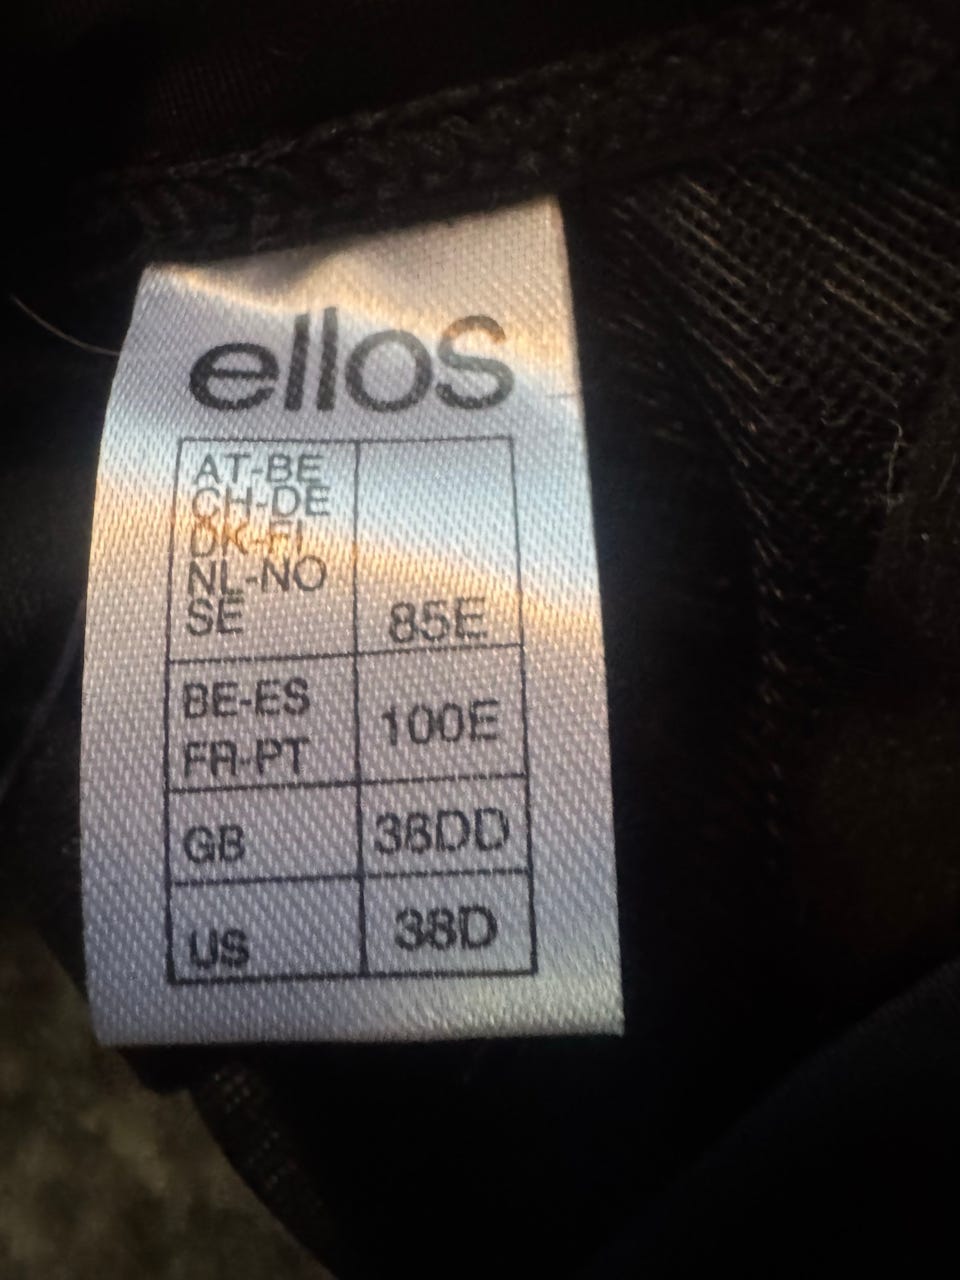 ellos
AT-BE
CH-DE
DK-FI
NL-NO
SE 85E
BE-ES
FR-PT 100E
GB 38DD
US 38D